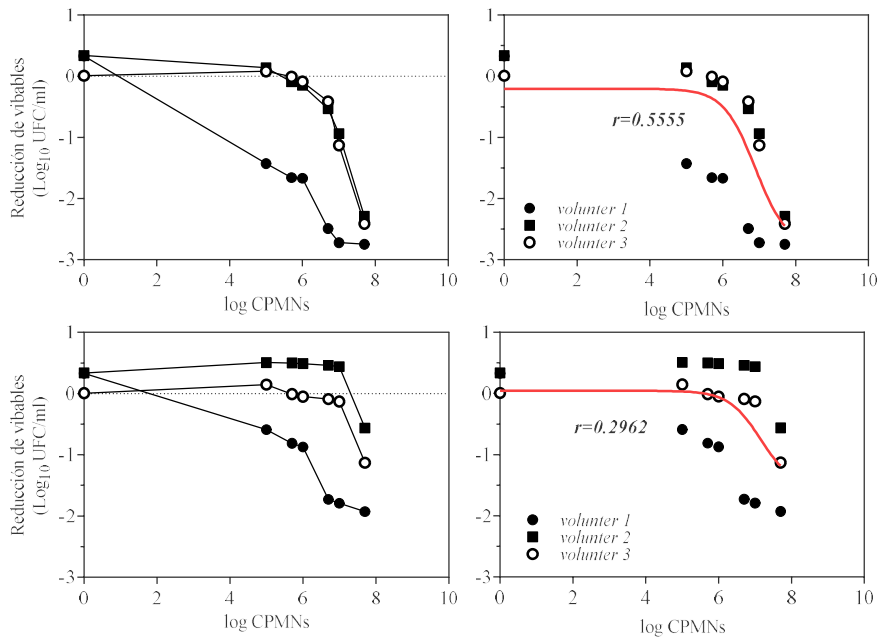 1
0
-1
-2
-3
0
2
4
6
8
10
Reducción de vibables
(Log10 UFC/ml)
log CPMNs
1
0
-1
-2
-3
0
2
4
6
8
10
r=0.5555
volunter 1
volunter 2
volunter 3
log CPMNs
1
0
-1
-2
-3
0
2
4
6
8
10
Reducción de vibables
(Log10 UFC/ml)
log CPMNs
1
0
-1
-2
-3
0
2
4
6
8
10
r=0.2962
volunter 1
volunter 2
volunter 3
log CPMNs